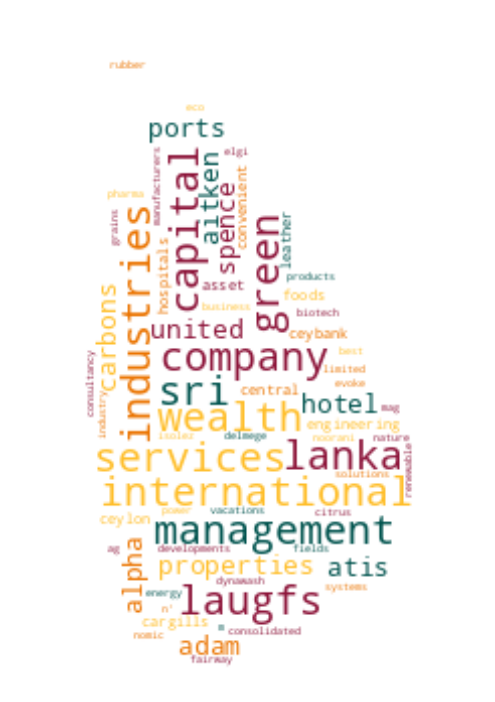 rubber
eco
ports
elgi
manufacturers
capital
aitken
spence
convenient
pharma
grains
industries
hospitals
green
leather
asset
products
foods
carbons
business
biotech
united
ceybank
company
best
limited
consultancy
industry
sri
central
evoke
hotel
mag
wealth
engineering
isolez
delmege
noorani
nature
services
lanka
solutions
renewable
international
ceylon
power
vacations
citrus
management
ag
developments
fields
alpha
properties
atis
dynawash
systems
energy
laugfs
n'
cargills
m
consolidated
nomic
adam
fairway